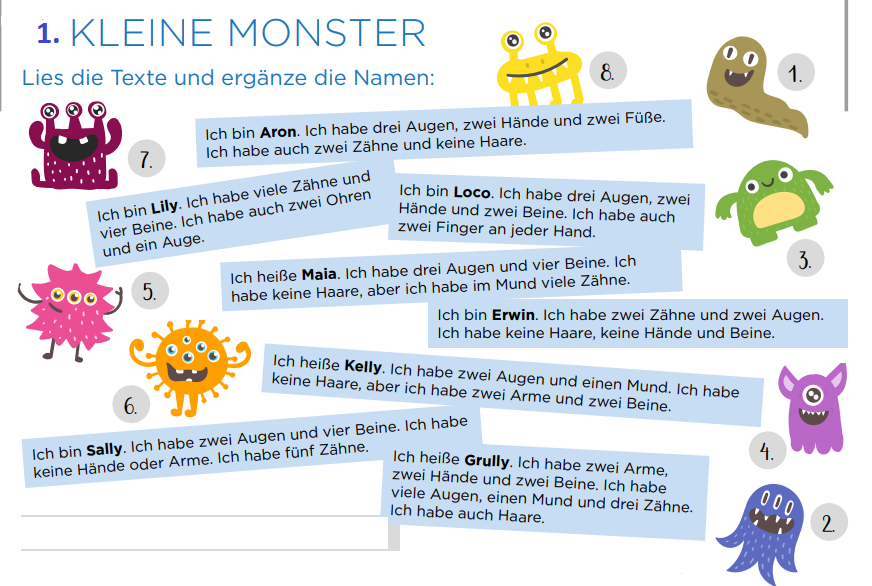 1. KLEINE MONSTER
Lies die Texte und ergänze die Namen:
8.
1.
7.
Ich bin Aron. Ich habe drei Augen, zwei Hände und zwei Füße.
Ich habe auch zwei Zähne und keine Haare.
Ich bin Lily. Ich habe viele Zähne und
vier Beine. Ich habe auch zwei Ohren
und ein Auge.
Ich bin Loco. Ich habe drei Augen, zwei
Hände und zwei Beine. Ich habe auch
zwei Finger an jeder Hand.
3.
5.
Ich heiße Maia. Ich habe drei Augen und vier Beine. Ich
habe keine Haare, aber ich habe im Mund viele Zähne.
Ich bin Erwin. Ich habe zwei Zähne und zwei Augen.
Ich habe keine Haare, keine Hände und Beine.
6.
Ich heiße Kelly. Ich habe zwei Augen und einen Mund. Ich habe
keine Haare, aber ich habe zwei Arme und zwei Beine.
4.
Ich bin Sally. Ich habe zwei Augen und vier Beine. Ich habe
keine Hände oder Arme. Ich habe fünf Zähne.
Ich heiße Grully. Ich habe zwei Arme,
zwei Hände und zwei Beine. Ich habe
viele Augen, einen Mund und drei Zähne.
Ich habe auch Haare.
2.